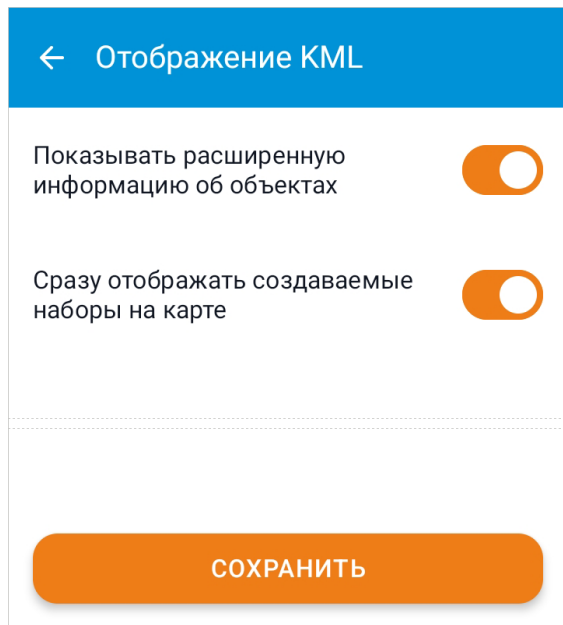 Отображение KML
Показывать расширенную
информацию об объектах
Сразу отображать создаваемые
наборы на карте
СОХРАНИТЬ